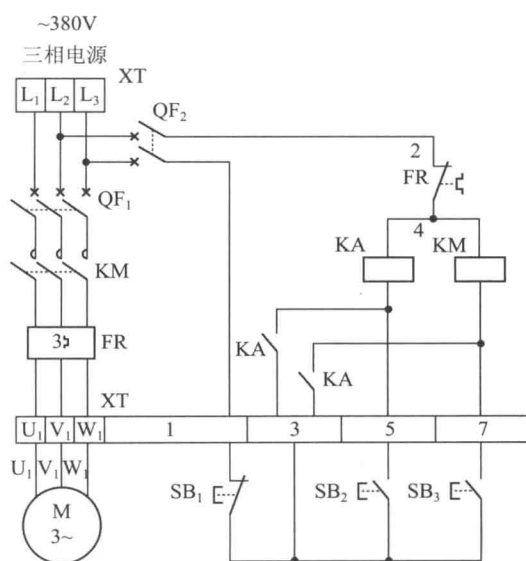 ~380V
三相电源
XT
L₁ L₂ L₃
QF₂
2
FR
QF₁
4
KA KM
KM
3 FR
KA
KA
XT
U₁ V₁ W₁ 1 3 5 7
U₁ V₁ W₁
SB₁ SB₂ SB₃
M
3~